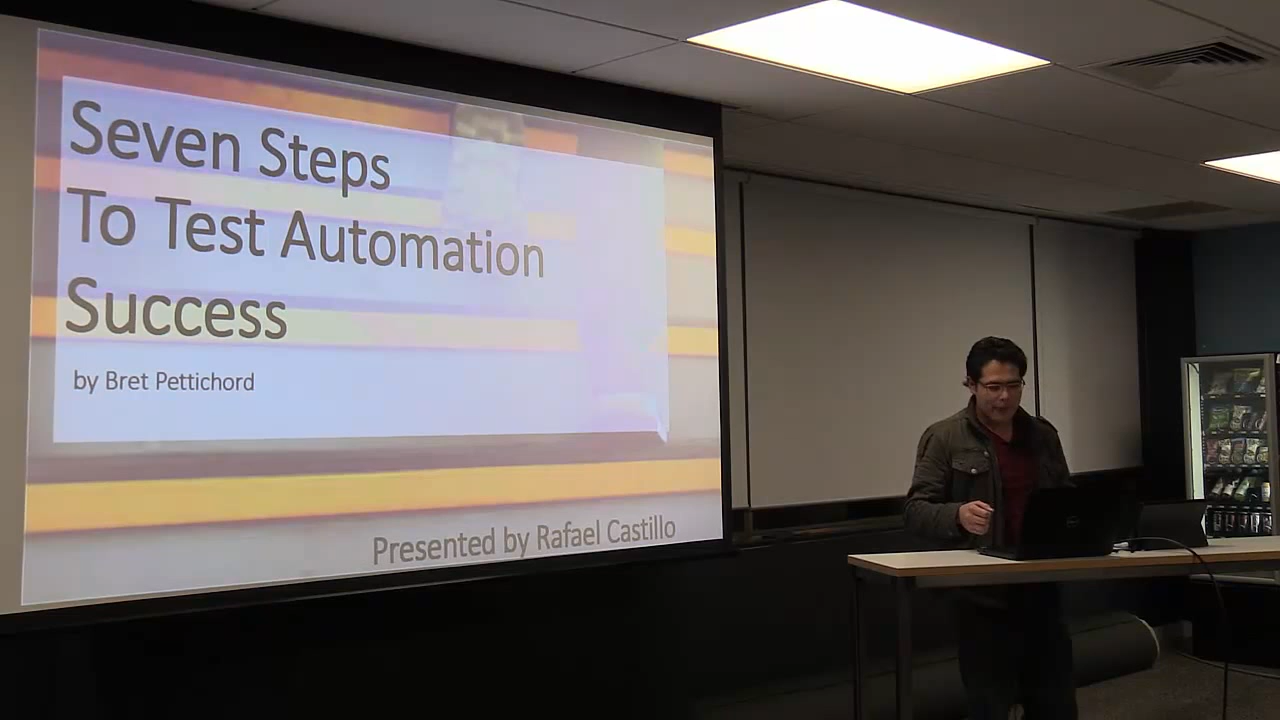 Seven Steps
To Test Automation
Success
by Bret Pettichord
Presented by Rafael Castillo